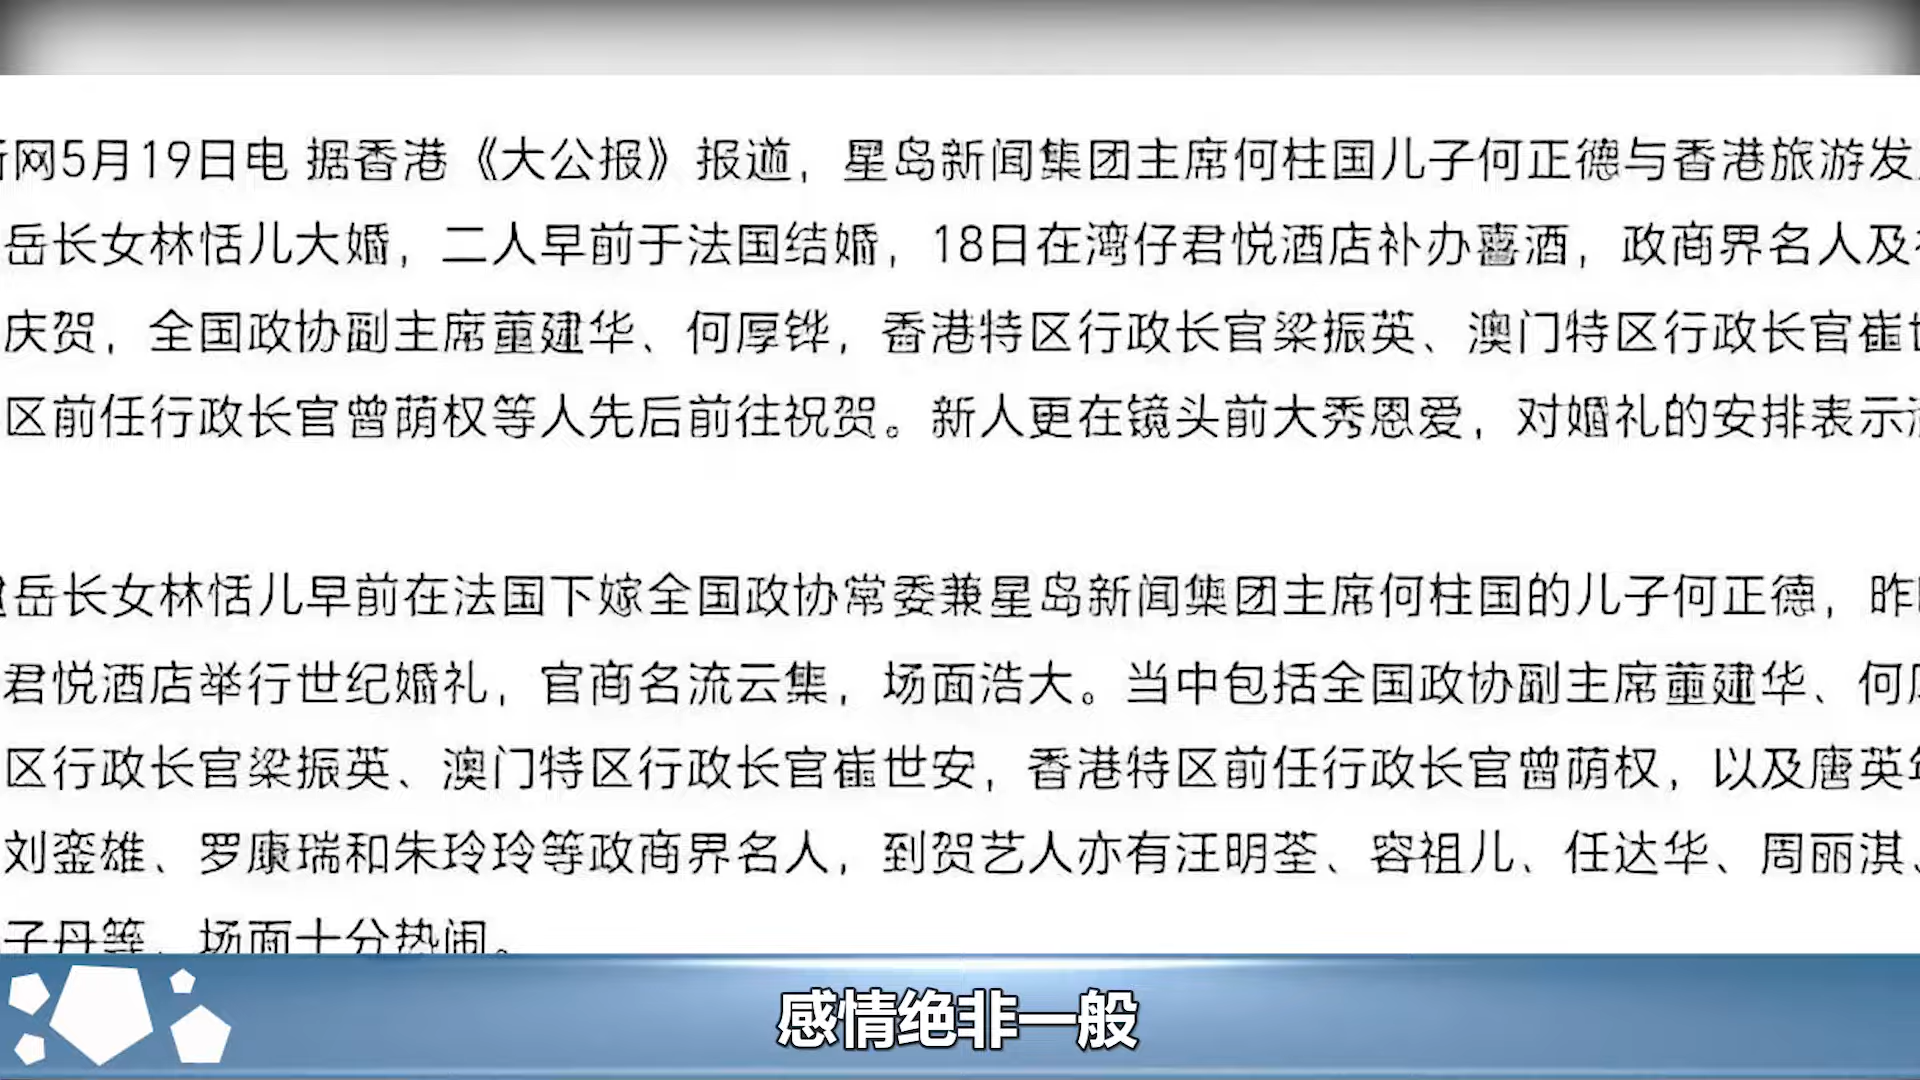 网5月19日电 据香港《大公报》报道，星岛新闻集团主席何柱国儿子何正德与香港旅游发
岳长女林恬儿大婚，二人早前于法国结婚，18日在湾仔君悦酒店补办囍酒，政商界名人及
庆贺，全国政协副主席董建华、何厚铧，香港特区行政长官梁振英、澳门特区行政长官崔
区前任行政长官曾荫权等人先后前往祝贺。新人更在镜头前大秀恩爱，对婚礼的安排表示
岳长女林恬儿早前在法国下嫁全国政协常委兼星岛新闻集团主席何柱国的儿子何正德，昨
君悦酒店举行世纪婚礼，官商名流云集，场面浩大。当中包括全国政协副主席董建华、何
区行政长官梁振英、澳门特区行政长官崔世安，香港特区前任行政长官曾荫权，以及唐英
刘銮雄、罗康瑞和朱玲玲等政商界名人，到贺艺人亦有汪明荃、容祖儿、任达华、周丽淇、
子丹等，场面十分热闹。
感情绝非一般